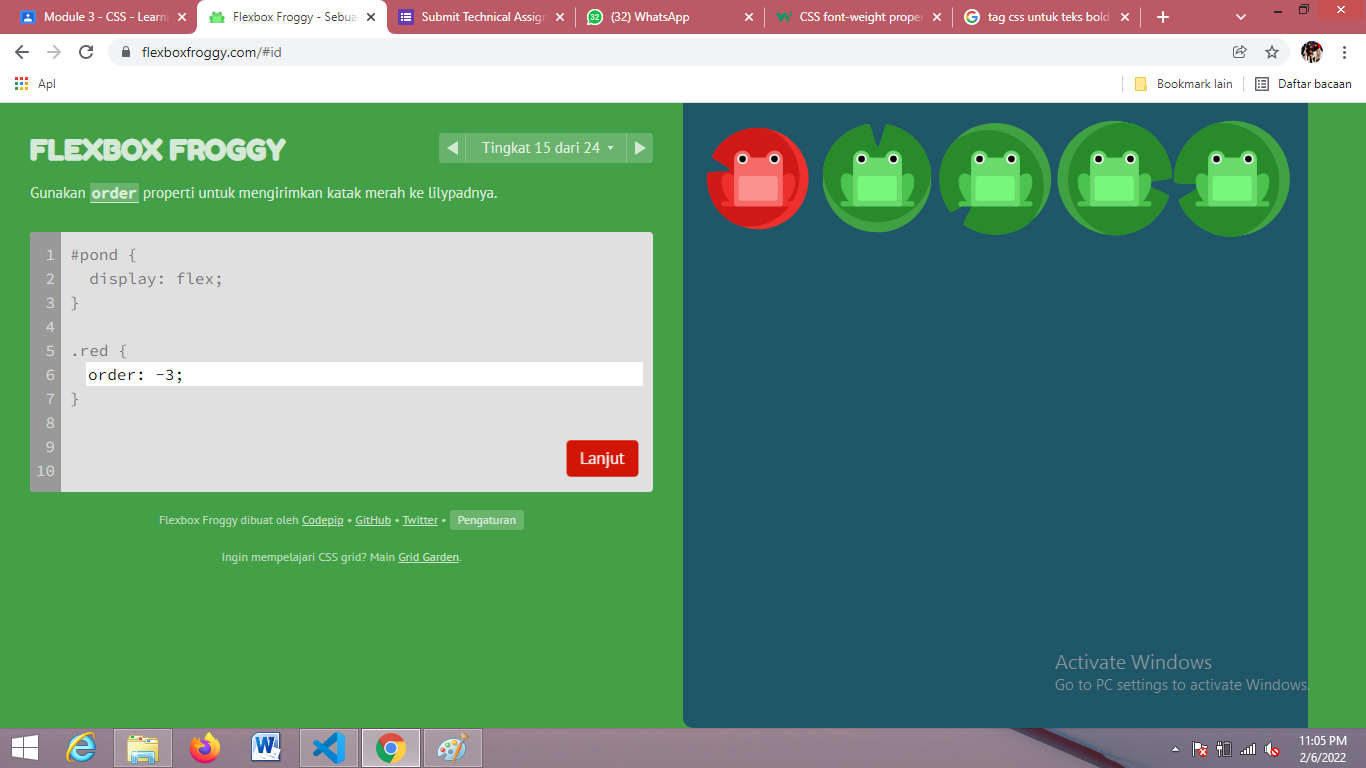 Module 3 - CSS - Learn
Flexbox Froggy - Sebua
Submit Technical Assign
32
(32) WhatsApp
CSS font-weight proper
tag css untuk teks bold
flexboxfroggy.com/#id
Apl
Bookmark lain
Daftar bacaan
FLEXBOX FROGGY
Tingkat 15 dari 24
Gunakan order properti untuk mengirimkan katak merah ke lilypadnya.
1 #pond {
2 display: flex;
3 }
4
5 .red {
6 order: -3;
7 }
8
9
10
Lanjut
Flexbox Froggy dibuat oleh Codepip • GitHub • Twitter • Pengaturan
Ingin mempelajari CSS grid? Main Grid Garden.
Activate Windows
Go to PC settings to activate Windows.
11:05 PM
2/6/2022